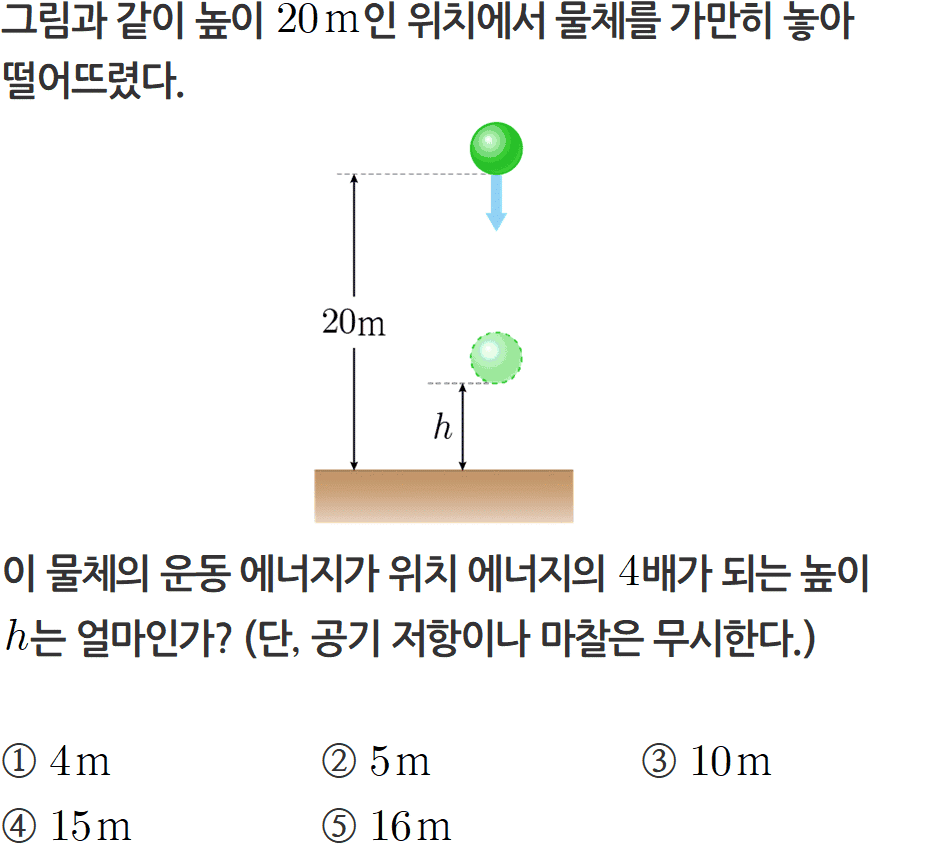 그림과 같이 높이 20 m인 위치에서 물체를 가만히 놓아
떨어뜨렸다.
20m
h
이 물체의 운동 에너지가 위치 에너지의 4배가 되는 높이
h는 얼마인가? (단, 공기 저항이나 마찰은 무시한다.)
① 4 m ② 5 m ③ 10 m
④ 15 m ⑤ 16 m